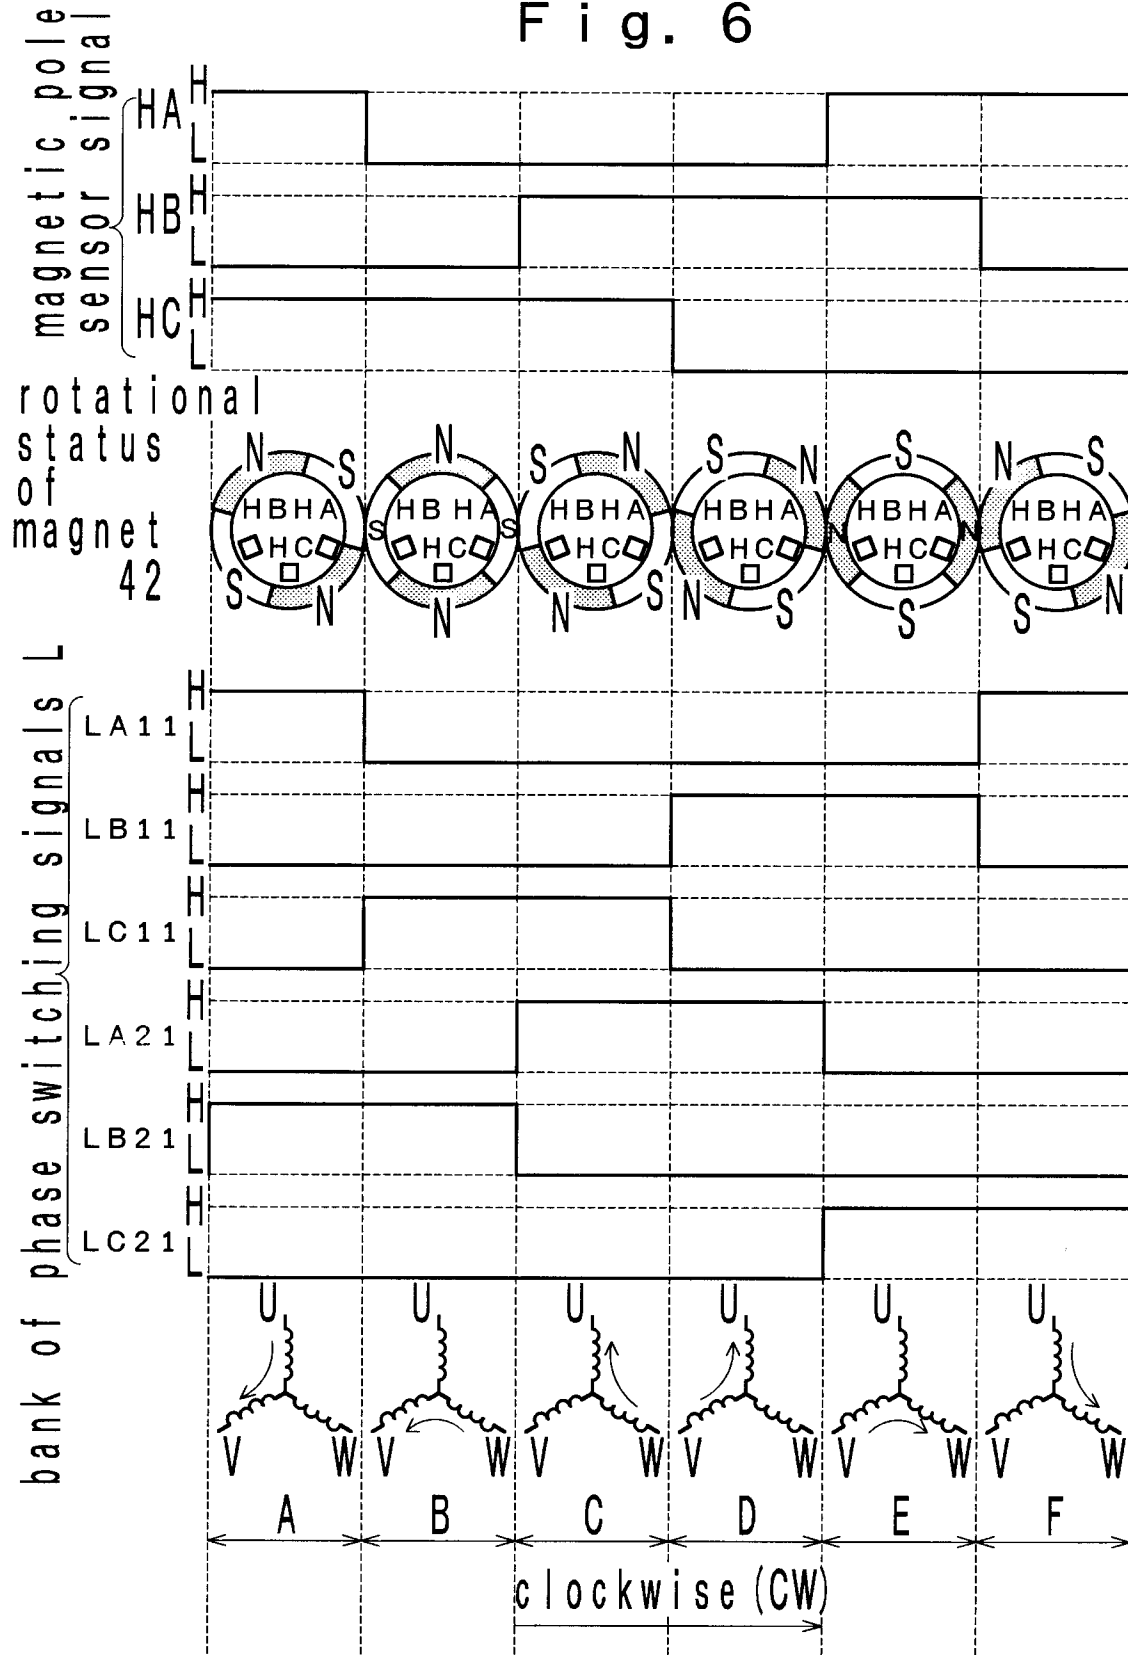 Fig. 6
magnetic pole
sensor signal
HA
H
L
HB
H
L
HC
H
L
rotational
status
of
magnet
42
N S HB HA HC S N
N S HB HA S HC N
S N HB HA HC N S
S N HB HA HC N S
S N HB HA N HC S
N S HB HA HC S N
bank of phase switching signals L
LA11
H
L
LB11
H
L
LC11
H
L
LA21
H
L
LB21
H
L
LC21
H
L
U U U U U U
V W V W V W V W V W V W
A B C D E F
clockwise (CW)